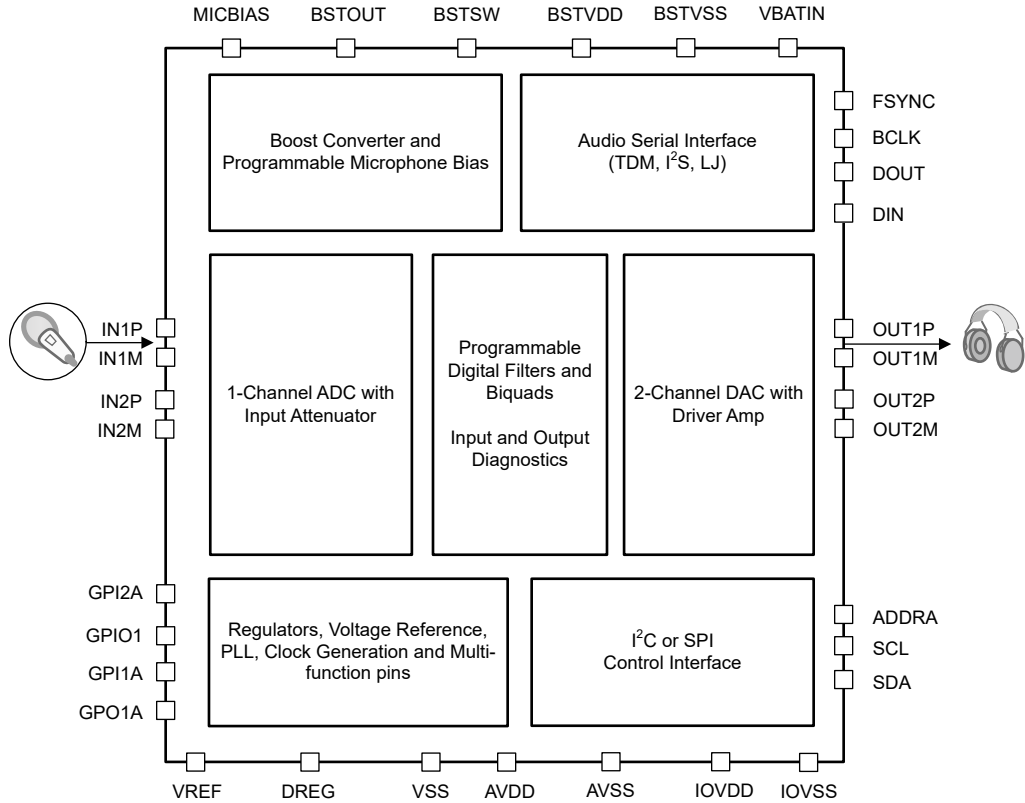 MICBIAS
BSTOUT
BSTSW
BSTVDD
BSTVSS
VBATIN
Boost Converter and
Programmable Microphone Bias
Audio Serial Interface
(TDM, I²S, LJ)
FSYNC
BCLK
DOUT
DIN
IN1P
IN1M
IN2P
IN2M
1-Channel ADC with
Input Attenuator
Programmable
Digital Filters and
Biquads
Input and Output
Diagnostics
2-Channel DAC with
Driver Amp
OUT1P
OUT1M
OUT2P
OUT2M
GPI2A
GPIO1
GPI1A
GPO1A
Regulators, Voltage Reference,
PLL, Clock Generation and Multi-
function pins
I²C or SPI
Control Interface
ADDRA
SCL
SDA
VREF
DREG
VSS
AVDD
AVSS
IOVDD
IOVSS